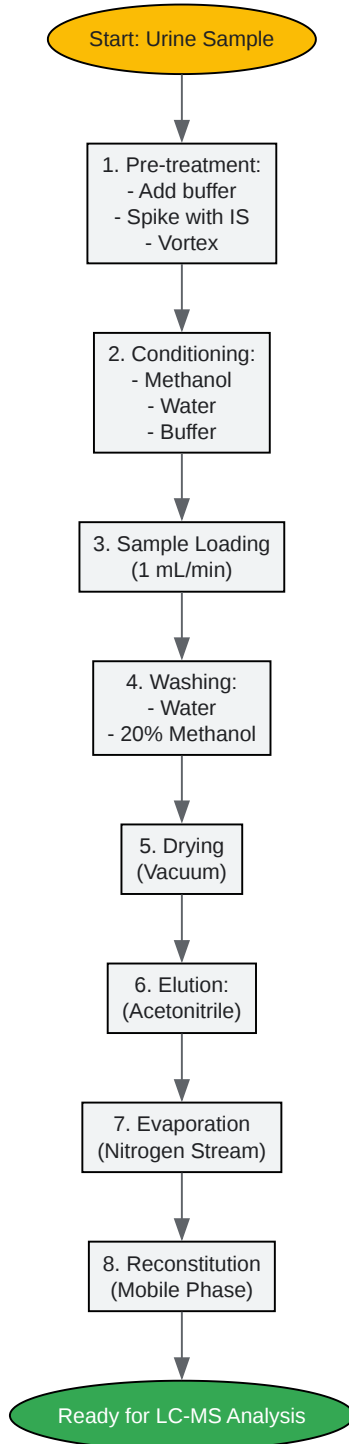 Start: Urine Sample
1. Pre-treatment:
- Add buffer
- Spike with IS
- Vortex
2. Conditioning:
- Methanol
- Water
- Buffer
3. Sample Loading
(1 mL/min)
4. Washing:
- Water
- 20% Methanol
5. Drying
(Vacuum)
6. Elution:
(Acetonitrile)
7. Evaporation
(Nitrogen Stream)
8. Reconstitution
(Mobile Phase)
Ready for LC-MS Analysis